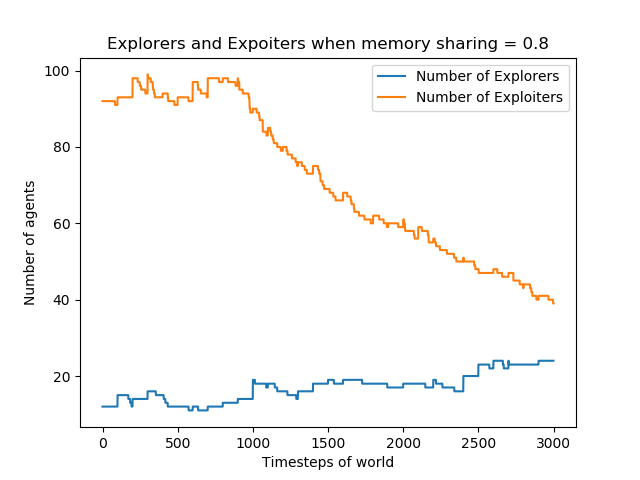 Explorers and Expoiters when memory sharing = 0.8
Number of Explorers
Number of Exploiters
Number of agents
100
80
60
40
20
0
500
1000
1500
2000
2500
3000
Timesteps of world